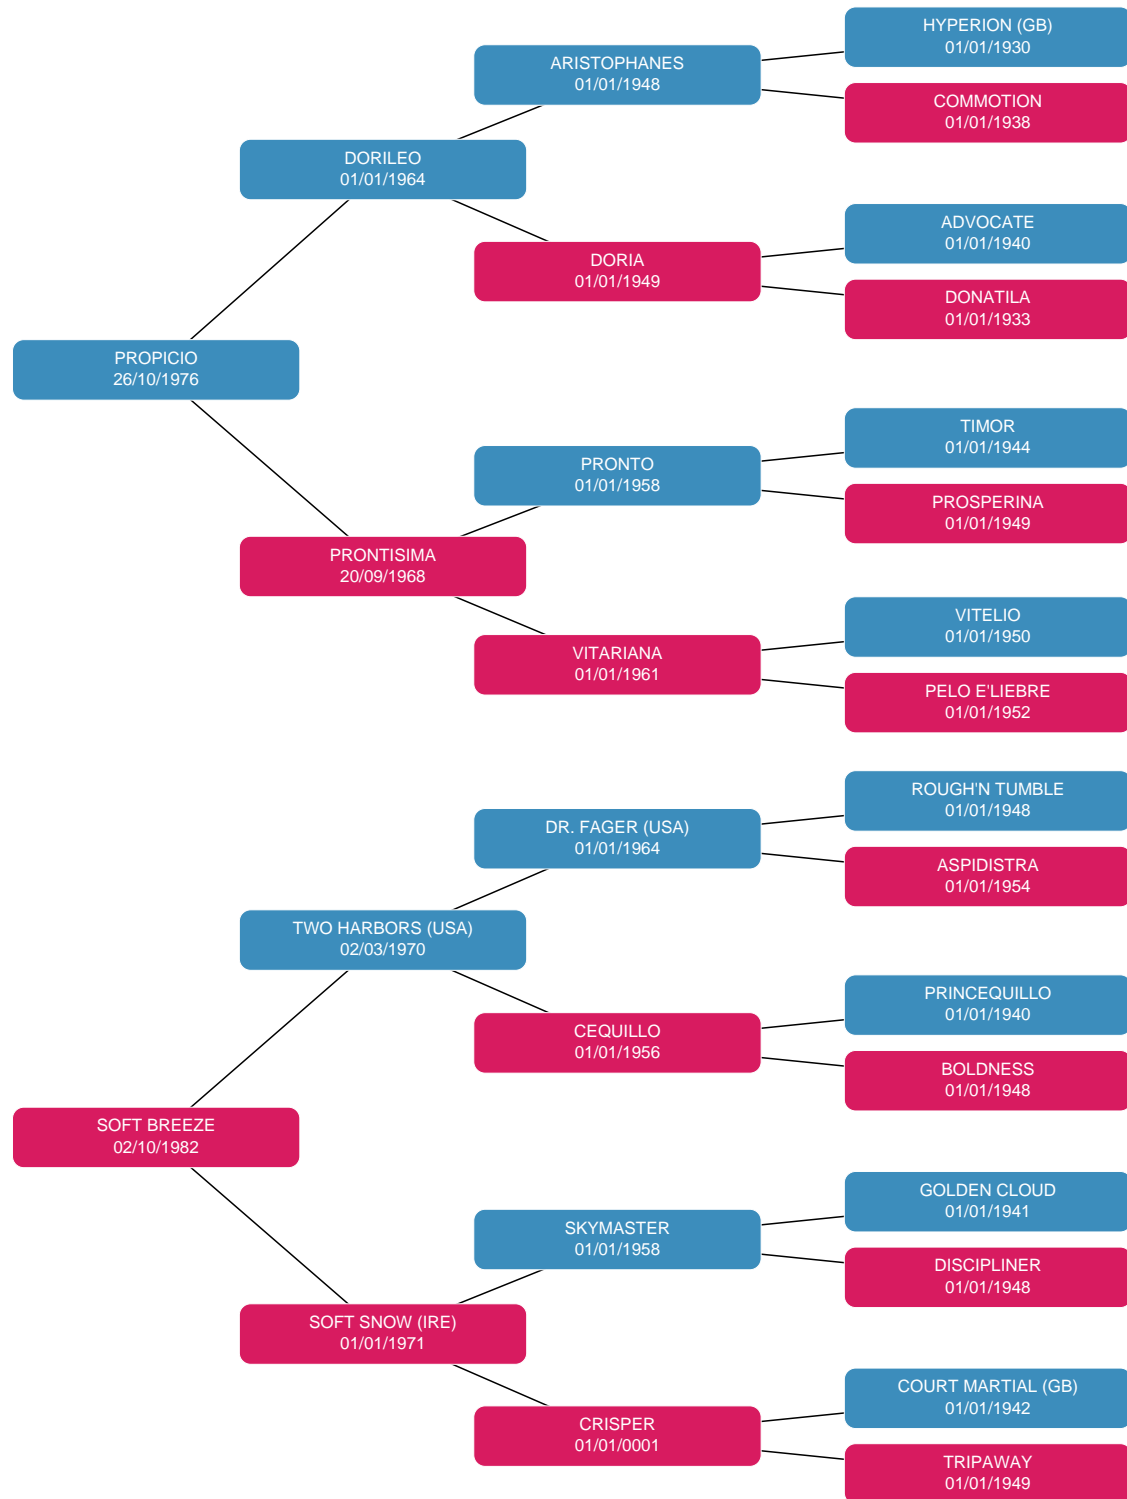 HYPERION (GB)
01/01/1930
ARISTOPHANES
01/01/1948
COMMOTION
01/01/1938
DORILEO
01/01/1964
ADVOCATE
01/01/1940
DORIA
01/01/1949
DONATILA
01/01/1933
PROPICIO
26/10/1976
TIMOR
01/01/1944
PRONTO
01/01/1958
PROSPERINA
01/01/1949
PRONTISIMA
20/09/1968
VITELIO
01/01/1950
VITARIANA
01/01/1961
PELO E'LIEBRE
01/01/1952
ROUGH'N TUMBLE
01/01/1948
DR. FAGER (USA)
01/01/1964
ASPIDISTRA
01/01/1954
TWO HARBORS (USA)
02/03/1970
PRINCEQUILLO
01/01/1940
CEQUILLO
01/01/1956
BOLDNESS
01/01/1948
SOFT BREEZE
02/10/1982
GOLDEN CLOUD
01/01/1941
SKYMASTER
01/01/1958
DISCIPLINER
01/01/1948
SOFT SNOW (IRE)
01/01/1971
COURT MARTIAL (GB)
01/01/1942
CRISPER
01/01/0001
TRIPAWAY
01/01/1949